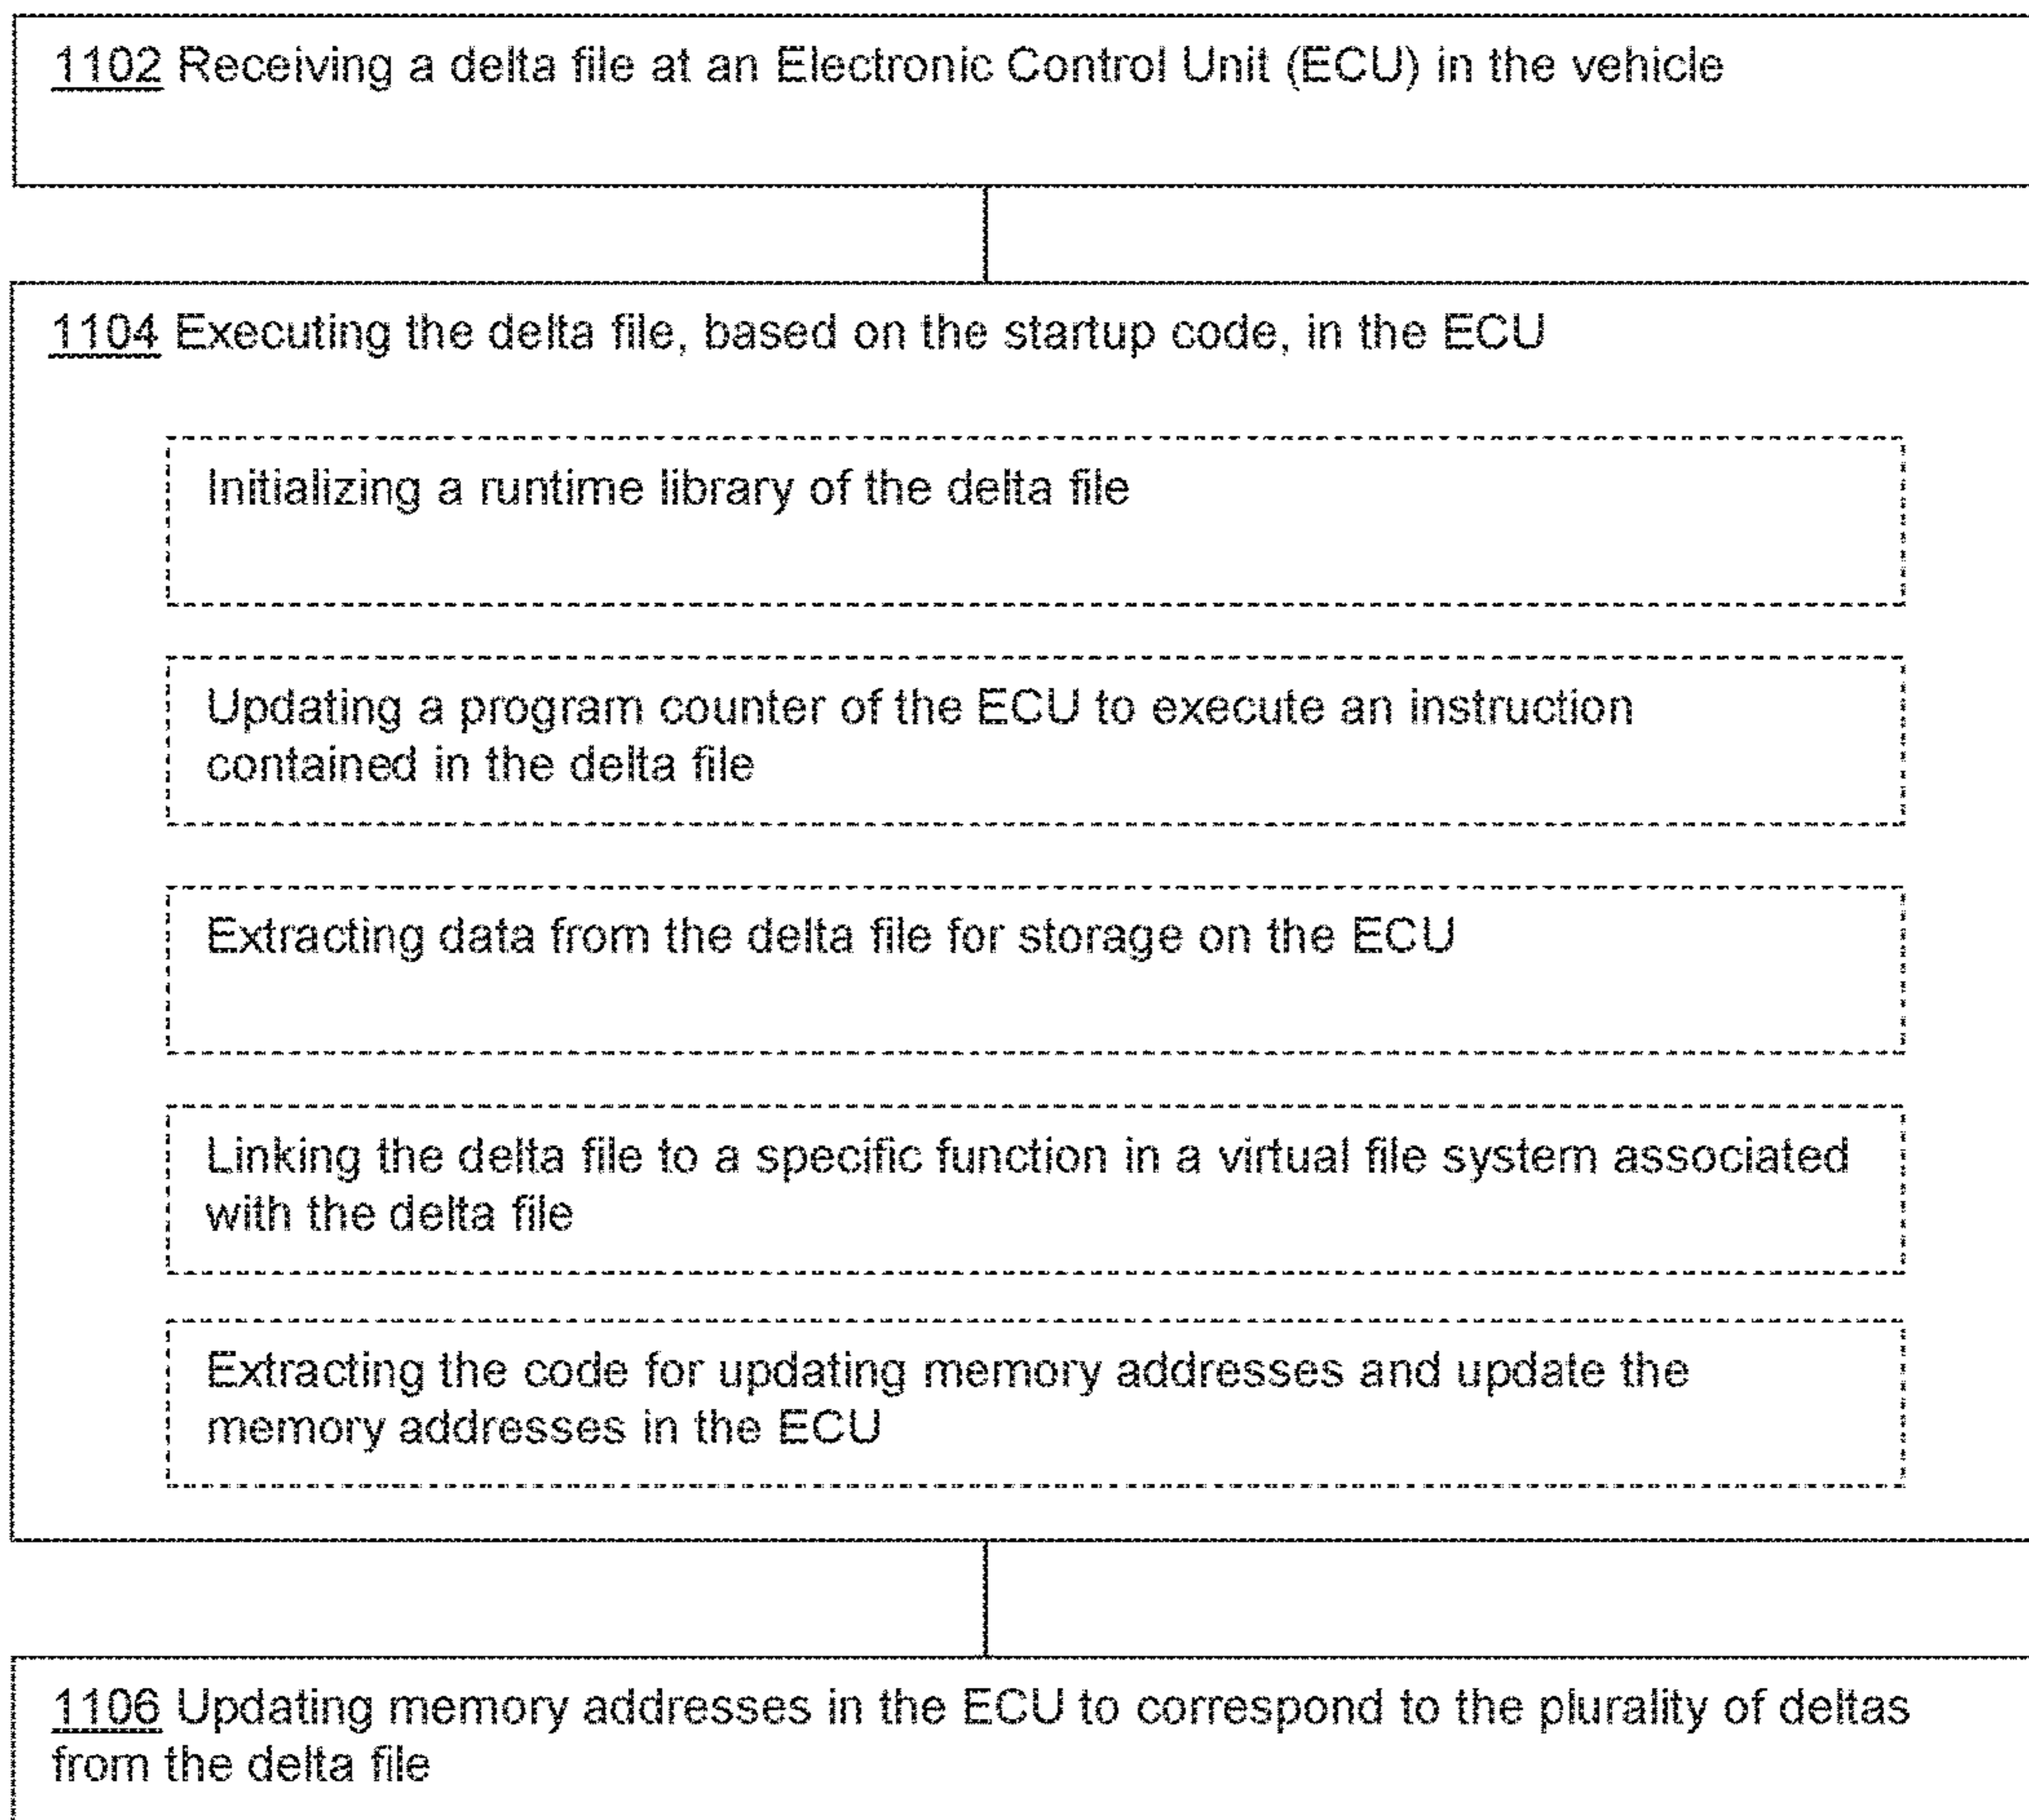 1102 Receiving a delta file at an Electronic Control Unit (ECU) in the vehicle
1104 Executing the delta file, based on the startup code, in the ECU
Initializing a runtime library of the delta file
Updating a program counter of the ECU to execute an instruction
contained in the delta file
Extracting data from the delta file for storage on the ECU
Linking the delta file to a specific function in a virtual file system associated
with the delta file
Extracting the code for updating memory addresses and update the
memory addresses in the ECU
1106 Updating memory addresses in the ECU to correspond to the plurality of deltas
from the delta file